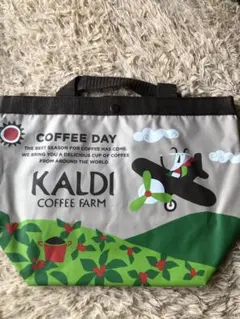 COFFEE DAY
THE BEST SEASON FOR COFFEE HAS COME.
WE BRING YOU A DELICIOUS CUP OF COFFEE
FROM AROUND THE WORLD.
KALDI
COFFEE FARM